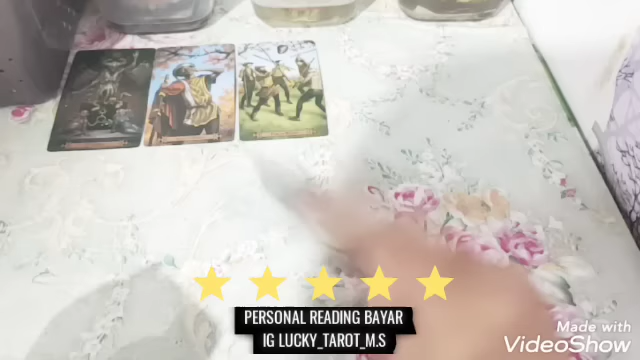 PERSONAL READING BAYAR
IG LUCKY_TAROT_M.S
Made with
VideoShow